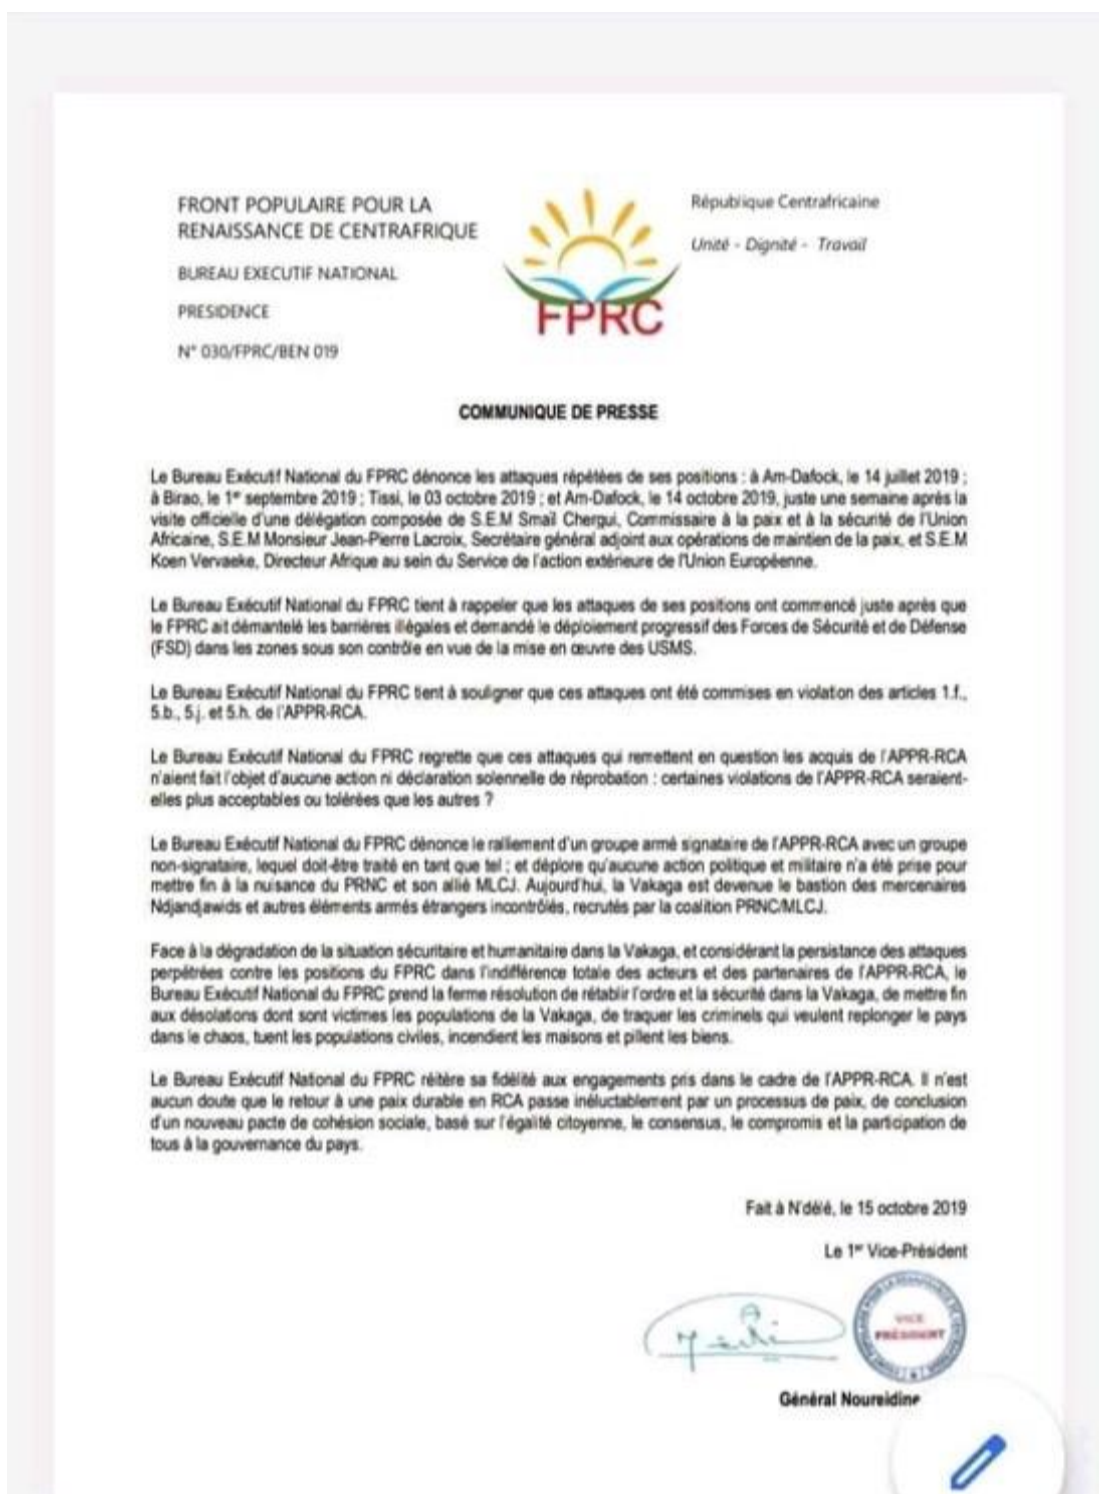 FRONT POPULAIRE POUR LA
RENAISSANCE DE CENTRAFRIQUE
BUREAU EXECUTIF NATIONAL
PRESIDENCE
N° 030/FPRC/BEN 019
FPRC
République Centrafricaine
Unité - Dignité - Travail
COMMUNIQUE DE PRESSE
Le Bureau Exécutif National du FPRC dénonce les attaques répétées de ses positions : à Am-Dafock, le 14 juillet 2019 ;
à Birao, le 1er septembre 2019 ; Tissi, le 03 octobre 2019 ; et Am-Dafock, le 14 octobre 2019, juste une semaine après la
visite officielle d'une délégation composée de S.E.M Smaïl Chergui, Commissaire à la paix et à la sécurité de l'Union
Africaine, S.E.M Monsieur Jean-Pierre Lacroix, Secrétaire général adjoint aux opérations de maintien de la paix, et S.E.M
Koen Vervaeke, Directeur Afrique au sein du Service de l'action extérieure de l'Union Européenne.
Le Bureau Exécutif National du FPRC tient à rappeler que les attaques de ses positions ont commencé juste après que
le FPRC ait démantelé les barrières illégales et demandé le déploiement progressif des Forces de Sécurité et de Défense
(FSD) dans les zones sous son contrôle en vue de la mise en œuvre des USMS.
Le Bureau Exécutif National du FPRC tient à souligner que ces attaques ont été commises en violation des articles 1.f.,
5.b., 5.j. et 5.h. de l'APPR-RCA.
Le Bureau Exécutif National du FPRC regrette que ces attaques qui remettent en question les acquis de l'APPR-RCA
n'aient fait l'objet d'aucune action ni déclaration solennelle de réprobation : certaines violations de l'APPR-RCA seraient-
elles plus acceptables ou tolérées que les autres ?
Le Bureau Exécutif National du FPRC dénonce le ralliement d'un groupe armé signataire de l'APPR-RCA avec un groupe
non-signataire, lequel doit-être traité en tant que tel ; et déplore qu'aucune action politique et militaire n'a été prise pour
mettre fin à la nuisance du PRNC et son allié MLCJ. Aujourd'hui, la Vakaga est devenue le bastion des mercenaires
Ndjandjawids et autres éléments armés étrangers incontrôlés, recrutés par la coalition PRNC/MLCJ.
Face à la dégradation de la situation sécuritaire et humanitaire dans la Vakaga, et considérant la persistance des attaques
perpétrées contre les positions du FPRC dans l'indifférence totale des acteurs et des partenaires de l'APPR-RCA, le
Bureau Exécutif National du FPRC prend la ferme résolution de rétablir l'ordre et la sécurité dans la Vakaga, de mettre fin
aux désolations dont sont victimes les populations de la Vakaga, de traquer les criminels qui veulent replonger le pays
dans le chaos, tuent les populations civiles, incendient les maisons et pillent les biens.
Le Bureau Exécutif National du FPRC réitère sa fidélité aux engagements pris dans le cadre de l'APPR-RCA. Il n'est
aucun doute que le retour à une paix durable en RCA passe inéluctablement par un processus de paix, de conclusion
d'un nouveau pacte de cohésion sociale, basé sur l'égalité citoyenne, le consensus, le compromis et la participation de
tous à la gouvernance du pays.
Fait à N'délé, le 15 octobre 2019
Le 1er Vice-Président
VICE
PRÉSIDENT
Général Noureidine